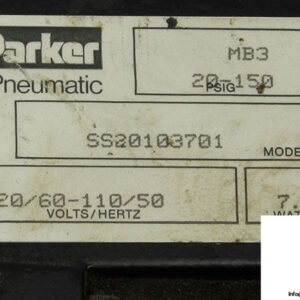 Parker
Pneumatic
MB3
20-150
PSIG
SS20103701
MODE
20/60-110/50
VOLTS/HERTZ
7.
WAT